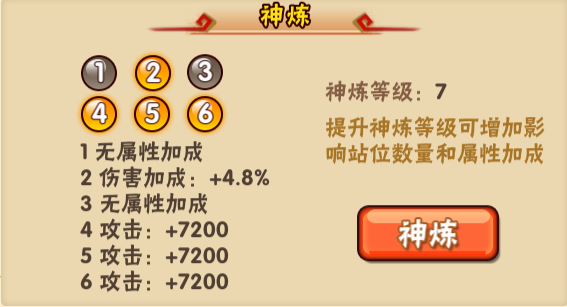 神炼
1 2 3
4 5 6
1 无属性加成
2 伤害加成：+4.8%
3 无属性加成
4 攻击：+7200
5 攻击：+7200
6 攻击：+7200
神炼等级：7
提升神炼等级可增加影
响站位数量和属性加成
神炼